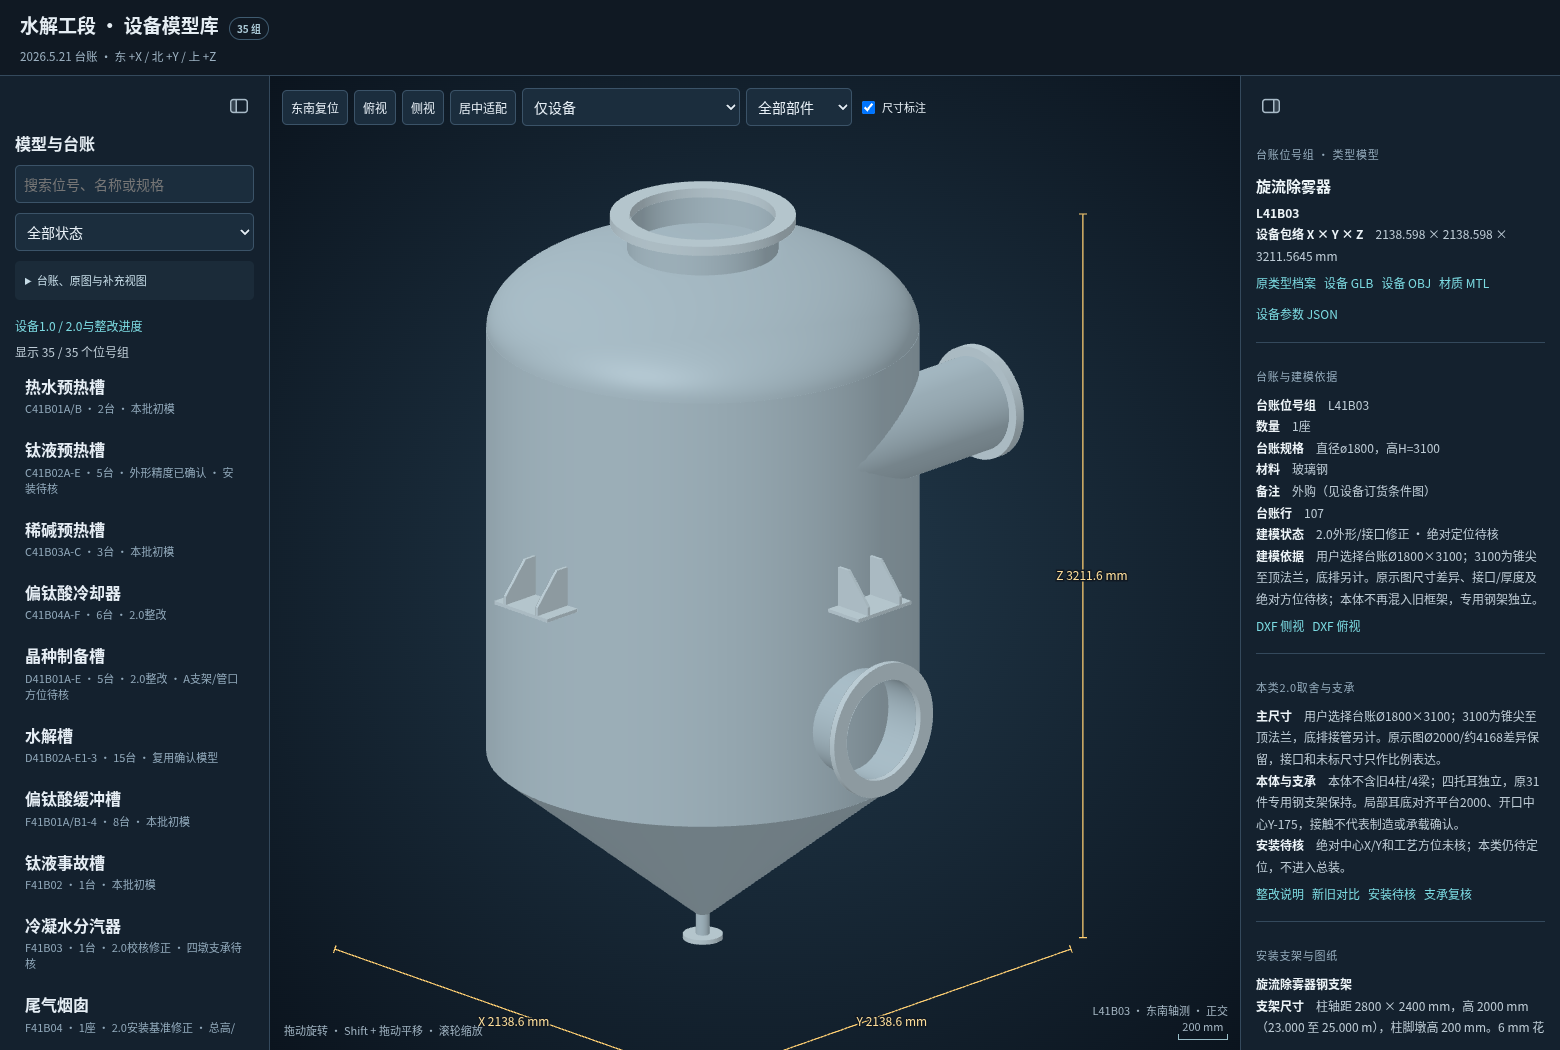 水解工段 · 设备模型库
35 组
2026.5.21 台账 · 东 +X / 北 +Y / 上 +Z
模型与台账
搜索位号、名称或规格
全部状态
▶ 台账、原图与补充视图
设备1.0 / 2.0与整改进度
显示 35 / 35 个位号组
热水预热槽
C41B01A/B · 2台 · 本批初模
钛液预热槽
C41B02A-E · 5台 · 外形精度已确认 · 安
装待核
稀碱预热槽
C41B03A-C · 3台 · 本批初模
偏钛酸冷却器
C41B04A-F · 6台 · 2.0整改
晶种制备槽
D41B01A-E · 5台 · 2.0整改 · A支架/管口
方位待核
水解槽
D41B02A-E1-3 · 15台 · 复用确认模型
偏钛酸缓冲槽
F41B01A/B1-4 · 8台 · 本批初模
钛液事故槽
F41B02 · 1台 · 本批初模
冷凝水分汽器
F41B03 · 1台 · 2.0校核修正 · 四墩支承待
核
尾气烟囱
F41B04 · 1座 · 2.0安装基准修正 · 总高/
东南复位
俯视
侧视
居中适配
仅设备
全部部件
尺寸标注
Z 3211.6 mm
X 2138.6 mm
Y 2138.6 mm
拖动旋转 · Shift + 拖动平移 · 滚轮缩放
L41B03 · 东南轴测 · 正交
200 mm
台账位号组 · 类型模型
旋流除雾器
L41B03
设备包络 X × Y × Z 2138.598 × 2138.598 ×
3211.5645 mm
原类型档案 设备 GLB 设备 OBJ 材质 MTL
设备参数 JSON
台账与建模依据
台账位号组 L41B03
数量 1座
台账规格 直径ø1800，高H=3100
材料 玻璃钢
备注 外购（见设备订货条件图）
台账行 107
建模状态 2.0外形/接口修正 · 绝对定位待核
建模依据 用户选择台账Ø1800×3100；3100为锥尖
至顶法兰，底排另计。原示图尺寸差异、接口/厚度及
绝对方位待核；本体不再混入旧框架，专用钢架独立。
DXF 侧视 DXF 俯视
本类2.0取舍与支承
主尺寸 用户选择台账Ø1800×3100；3100为锥尖至
顶法兰，底排接管另计。原示图Ø2000/约4168差异保
留，接口和未标尺寸只作比例表达。
本体与支承 本体不含旧4柱/4梁；四托耳独立，原31
件专用钢支架保持。局部耳底对齐平台2000、开口中
心Y-175，接触不代表制造或承载确认。
安装待核 绝对中心X/Y和工艺方位未核；本类仍待定
位，不进入总装。
整改说明 新旧对比 安装待核 支承复核
安装支架与图纸
旋流除雾器钢支架
支架尺寸 柱轴距 2800 × 2400 mm，高 2000 mm
（23.000 至 25.000 m），柱脚墩高 200 mm。6 mm 花